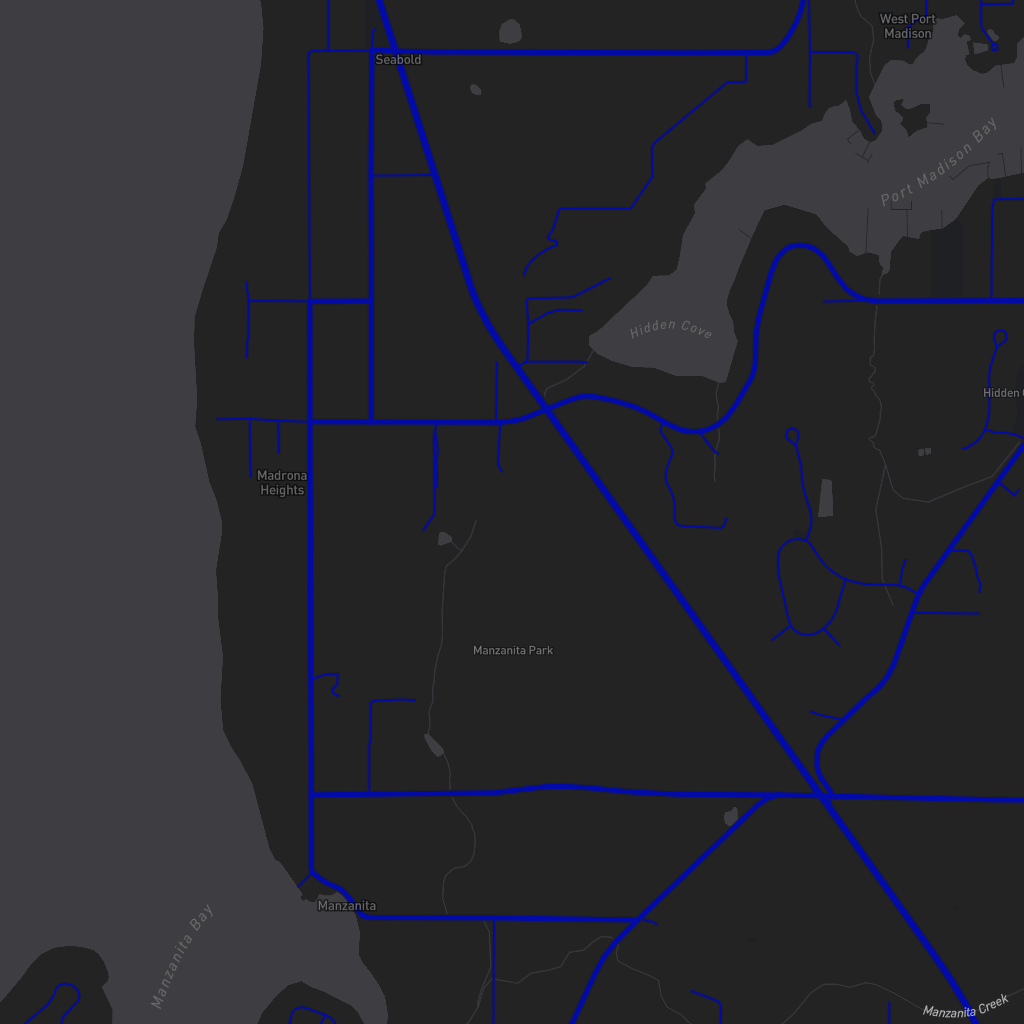 West Port
Madison
Seabold
Port Madison Bay
Hidden Cove
Hidden
Madrona
Heights
Manzanita Park
Manzanita
Manzanita Bay
Manzanita Creek